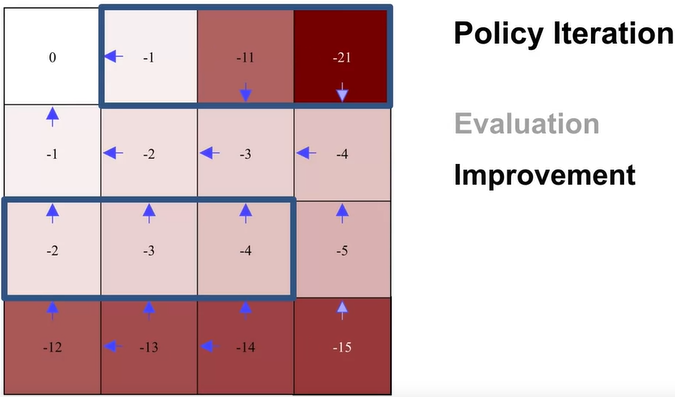 0 -1 -11 -21
-1 -2 -3 -4
-2 -3 -4 -5
-12 -13 -14 -15
Policy Iteration
Evaluation
Improvement